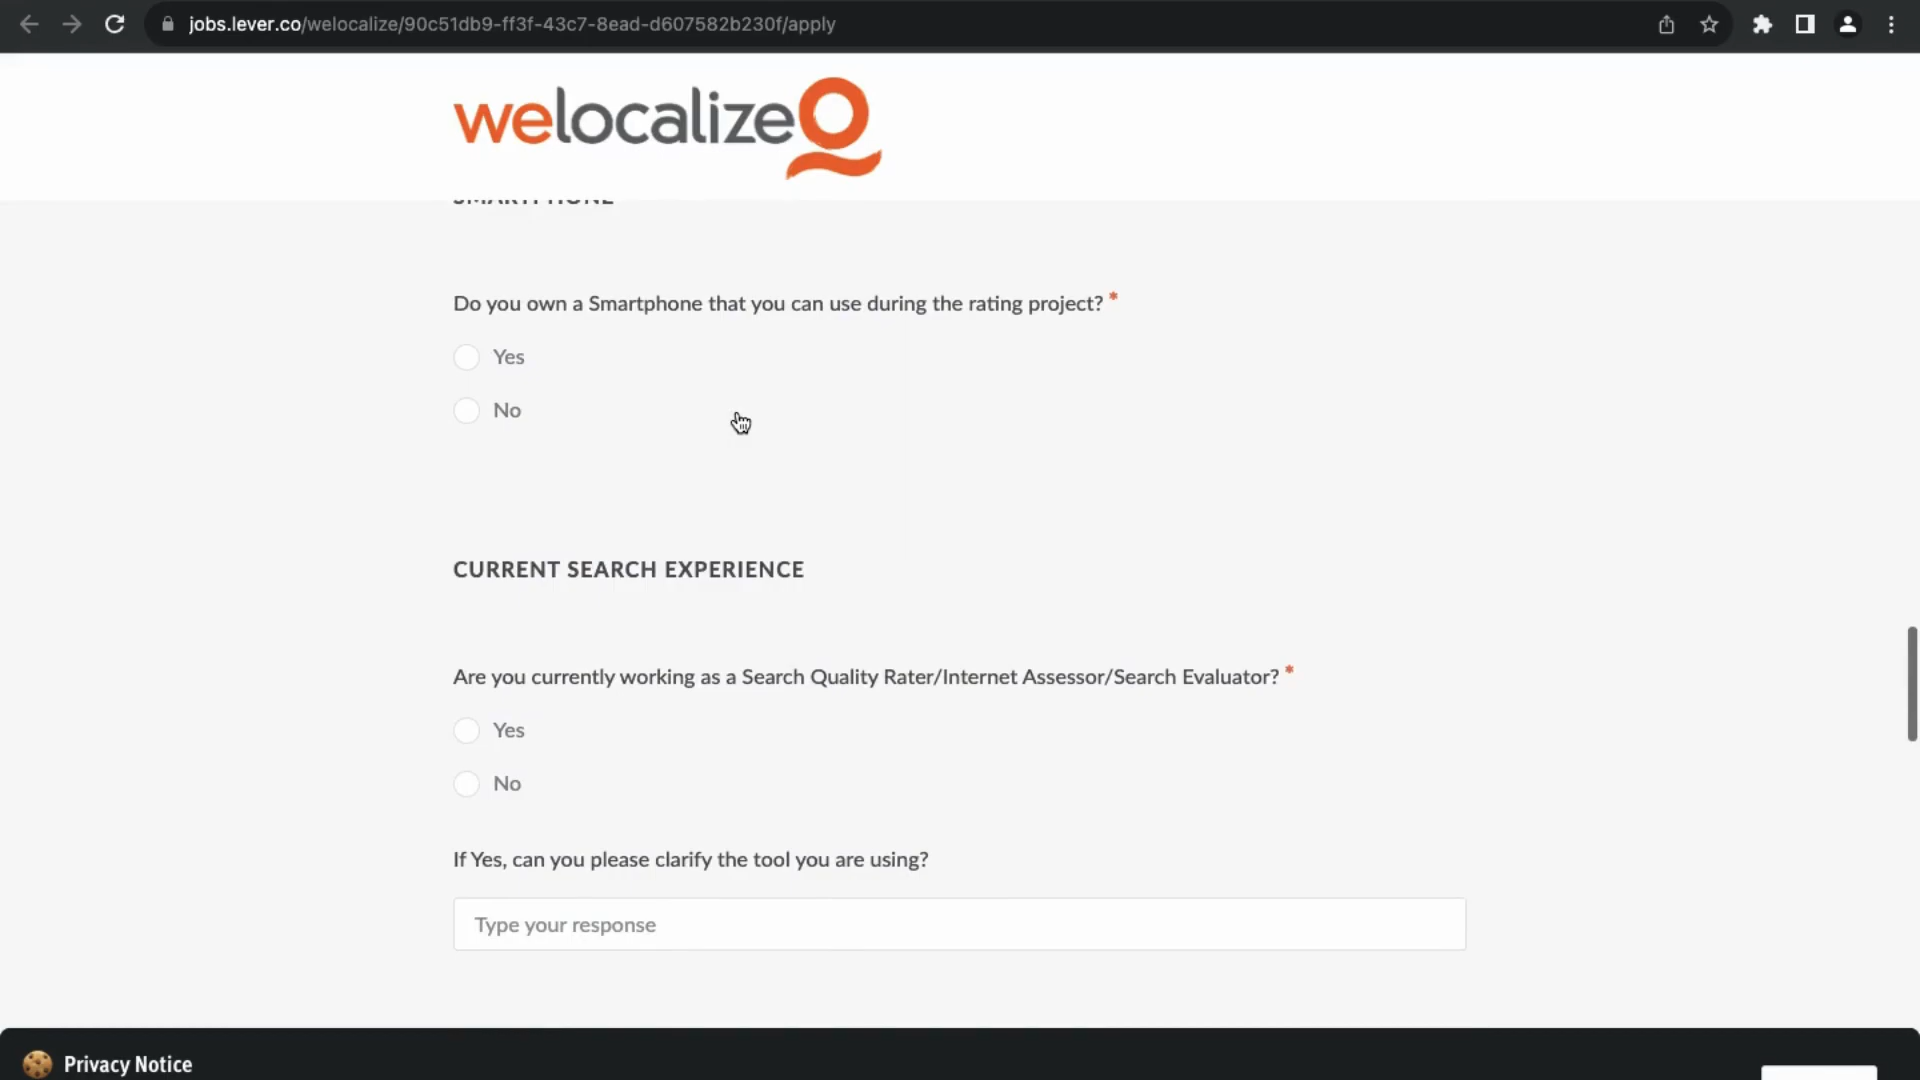 jobs.lever.co/welocalize/90c51db9-ff3f-43c7-8ead-d607582b230f/apply
welocalize
SMARTPHONE
Do you own a Smartphone that you can use during the rating project? *
Yes
No
CURRENT SEARCH EXPERIENCE
Are you currently working as a Search Quality Rater/Internet Assessor/Search Evaluator? *
Yes
No
If Yes, can you please clarify the tool you are using?
Type your response
Privacy Notice